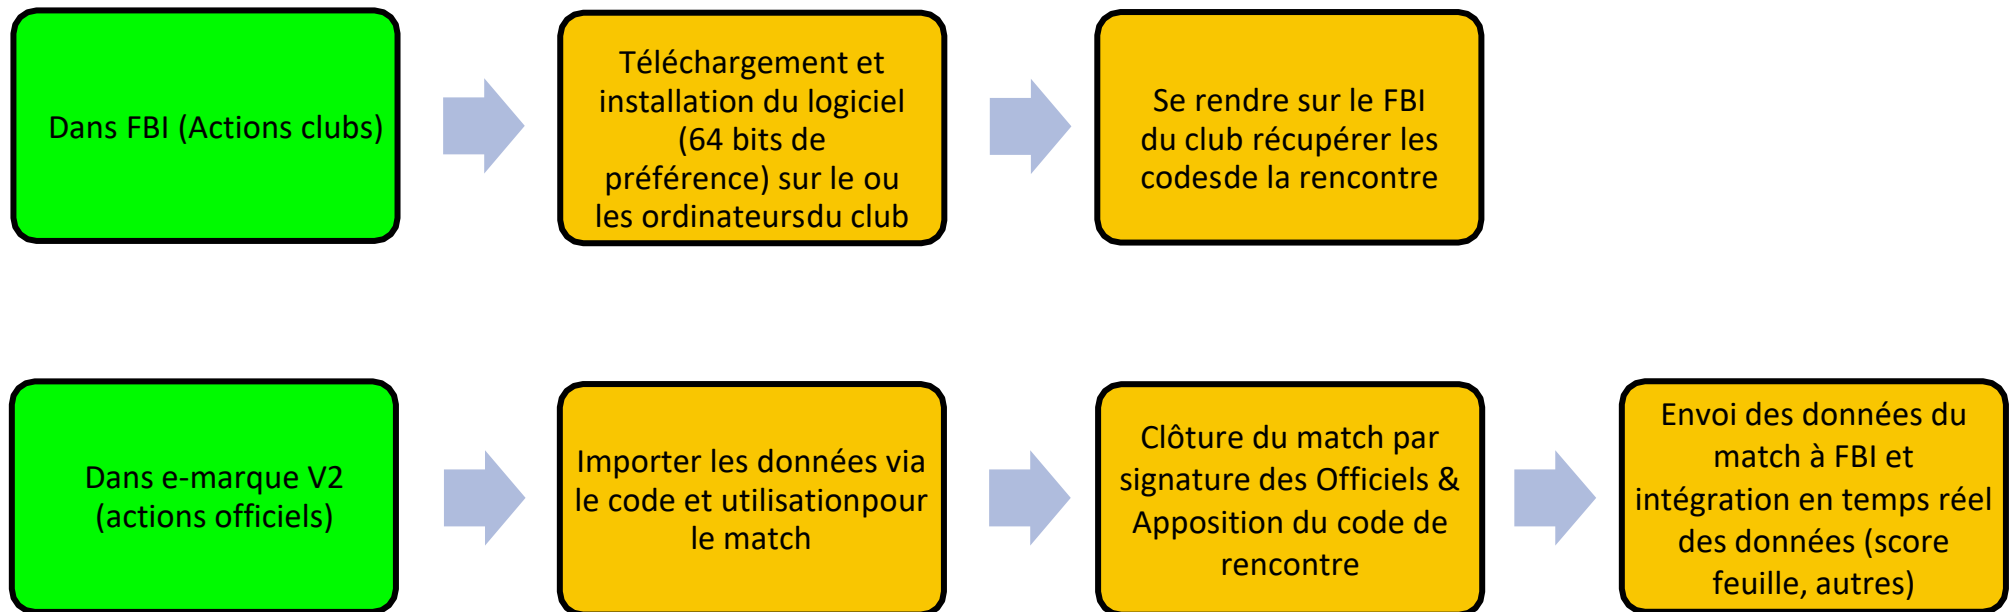 Dans FBI (Actions clubs)
Téléchargement et
installation du logiciel
(64 bits de
préférence) sur le ou
les ordinateursdu club
Se rendre sur le FBI
du club récupérer les
codesde la rencontre
Dans e-marque V2
(actions officiels)
Importer les données via
le code et utilisationpour
le match
Clôture du match par
signature des Officiels &
Apposition du code de
rencontre
Envoi des données du
match à FBI et
intégration en temps réel
des données (score
feuille, autres)